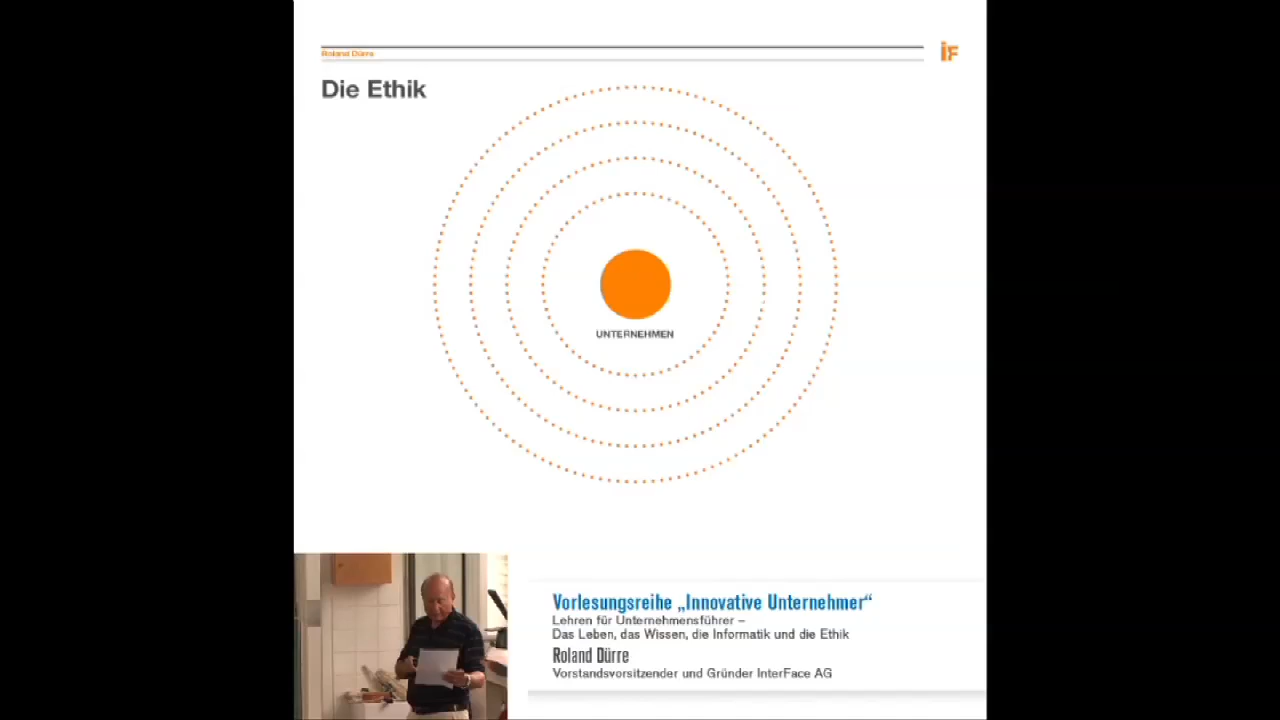 Roland Dürre
iF
Die Ethik
UNTERNEHMEN
Vorlesungsreihe „Innovative Unternehmer“
Lehren für Unternehmensführer –
Das Leben, das Wissen, die Informatik und die Ethik
Roland Dürre
Vorstandsvorsitzender und Gründer InterFace AG